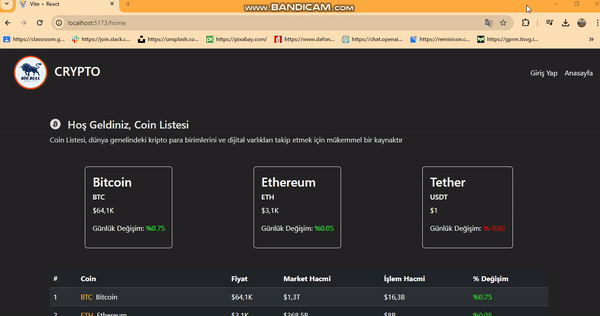 Vite + React
www.BANDICAM.com
localhost:5173/home
https://classroom.g...
https://join.slack.c...
https://unsplash.co...
https://pixabay.com/
https://www.dafon...
https://chat.openai...
https://remixicon.c...
https://gprm.itsvg.i...
CRYPTO
Giriş Yap
Anasayfa
Hoş Geldiniz, Coin Listesi
Coin Listesi, dünya genelindeki kripto para birimlerini ve dijital varlıkları takip etmek için mükemmel bir kaynaktır
Bitcoin
BTC
$64,1K
Günlük Değişim: %0.75
Ethereum
ETH
$3,1K
Günlük Değişim: %0.05
Tether
USDT
$1
Günlük Değişim: %-0.02
# Coin Fiyat Market Hacmi İşlem Hacmi % Değişim
1 BTC Bitcoin $64,1K $1,3T $16,3B %0.75
2 ETH Ethereum $3,1K $368,5B $8B %0.05